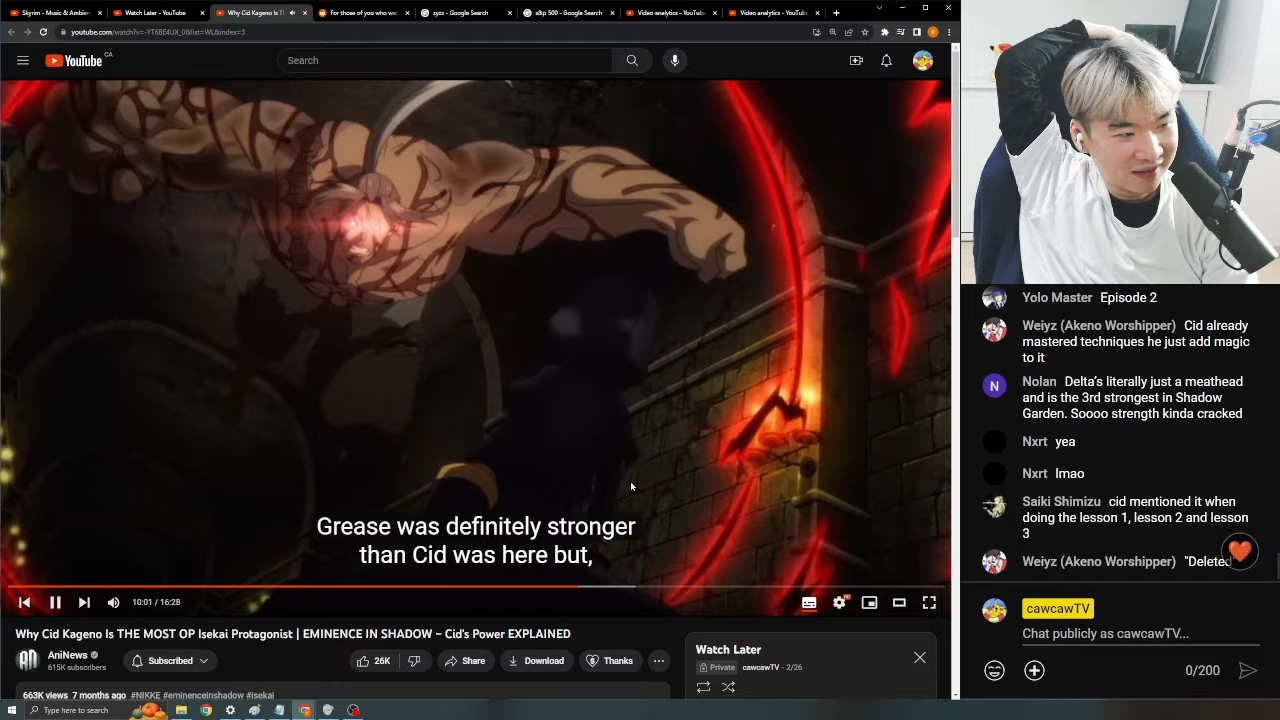 Skyrim - Music & Ambien
Watch Later - YouTube
Why Cid Kageno Is T
For those of you who wa
zyzz - Google Search
s&p 500 - Google Search
Video analytics - YouTu
Video analytics - YouTub
youtube.com/watch?v=-YT6BE4UX_0&list=WL&index=3
YouTube CA
Search
Grease was definitely stronger
than Cid was here but,
10:01 / 16:28
HD
Why Cid Kageno Is THE MOST OP Isekai Protagonist | EMINENCE IN SHADOW – Cid's Power EXPLAINED
AniNews
615K subscribers
Subscribed
26K
Share
Download
Thanks
663K views 7 months ago #NIKKE #eminenceinshadow #isekai
Watch Later
Private cawcawTV - 2/26
Type here to search
Yolo Master Episode 2
Weiyz (Akeno Worshipper) Cid already
mastered techniques he just add magic
to it
N
Nolan Delta's literally just a meathead
and is the 3rd strongest in Shadow
Garden. Soooo strength kinda cracked
Nxrt yea
Nxrt lmao
Saiki Shimizu cid mentioned it when
doing the lesson 1, lesson 2 and lesson
3
Weiyz (Akeno Worshipper) "Deleted
cawcawTV
Chat publicly as cawcawTV...
0/200